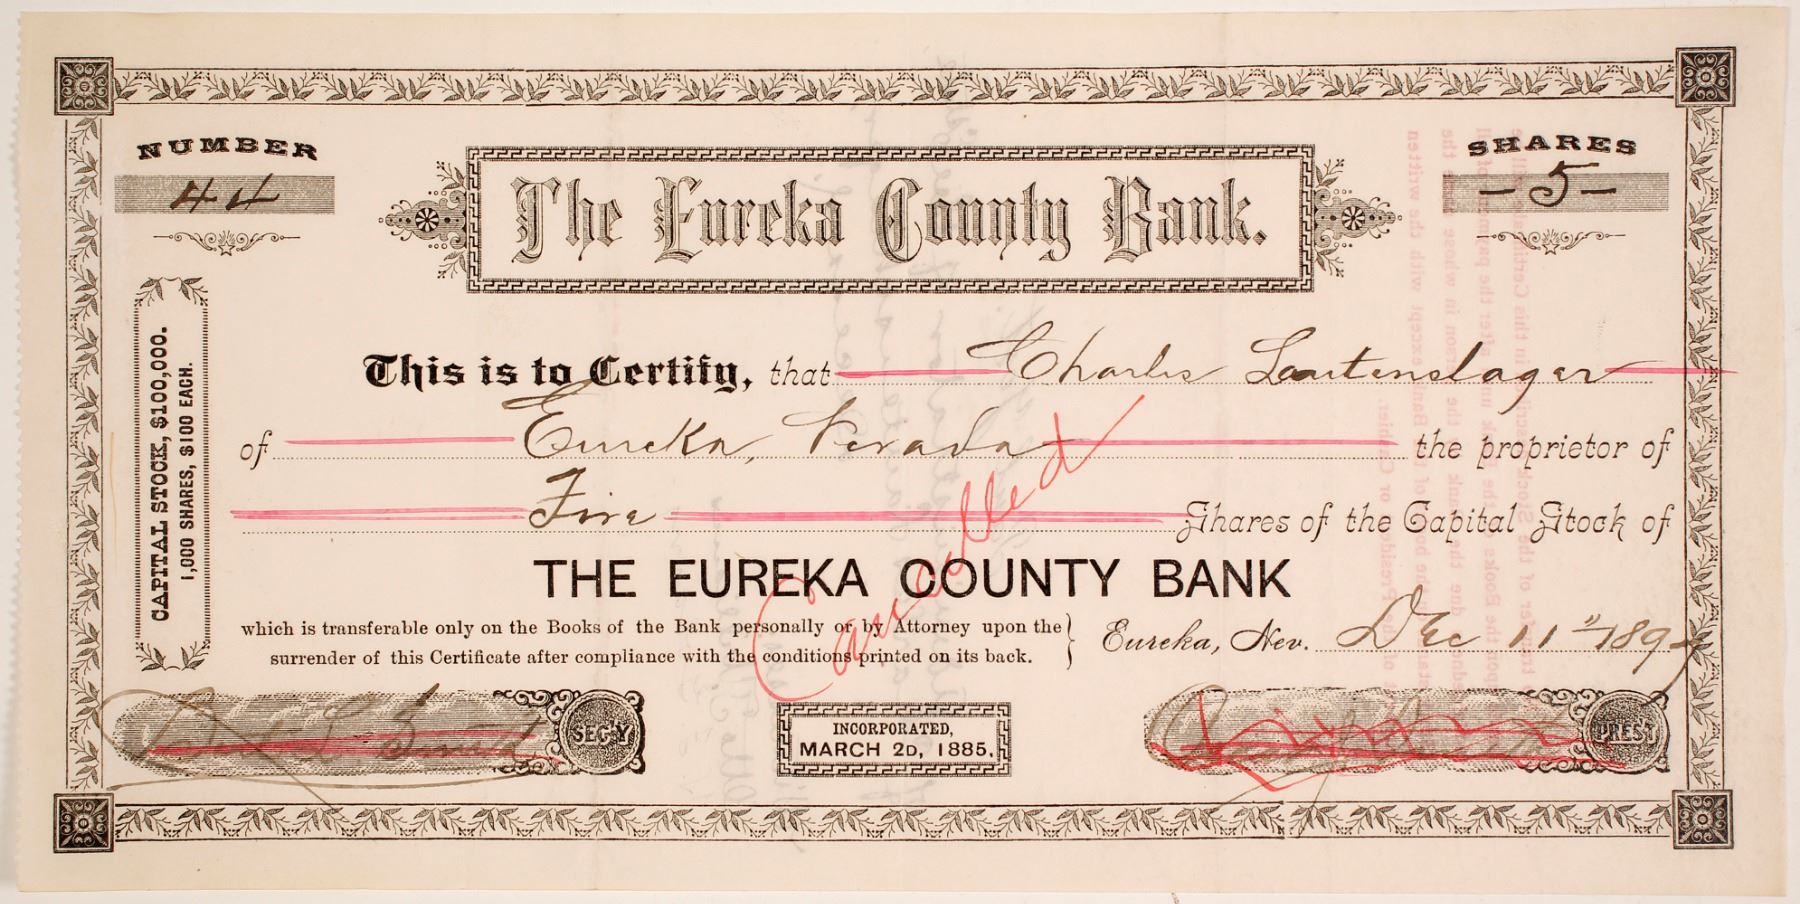 NUMBER
44
The Eureka County Bank.
SHARES
- 5 -
CAPITAL STOCK, $100,000.
1,000 SHARES, $100 EACH.
This is to Certify, that Charles Lautenslager
of Eureka, Nevada the proprietor of
Five Shares of the Capital Stock of
THE EUREKA COUNTY BANK
which is transferable only on the Books of the Bank personally or by Attorney upon the
surrender of this Certificate after compliance with the conditions printed on its back.
Eureka, Nev. Dec 11" 189
Cancelled
SEC'Y
INCORPORATED,
MARCH 2D, 1885.
PREST